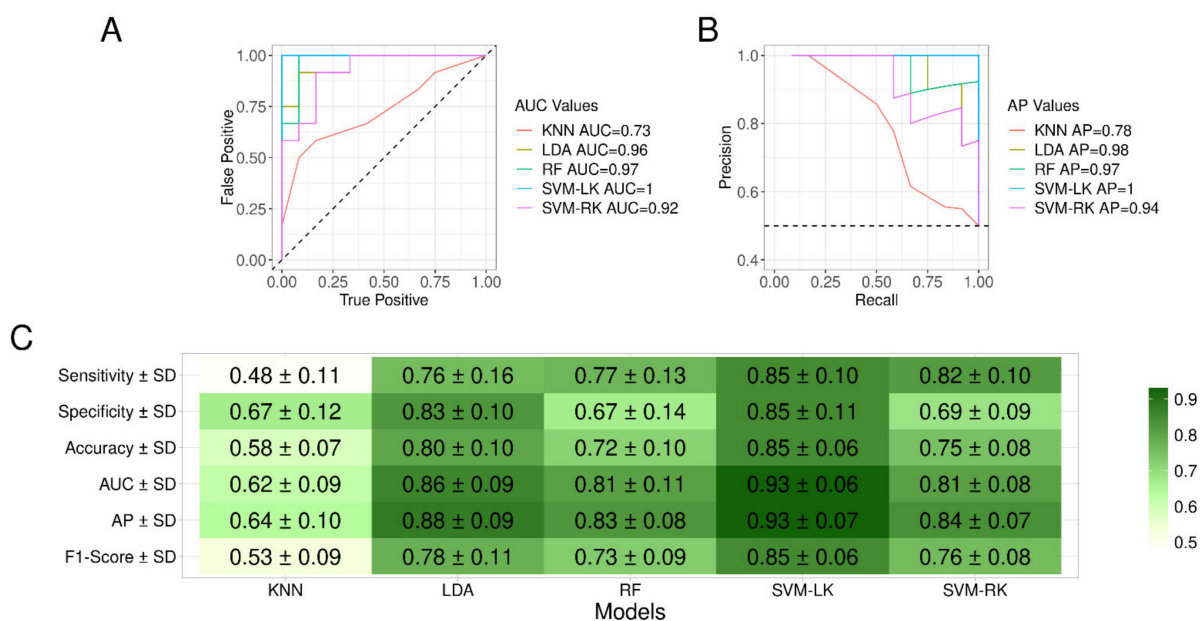 A
False Positive
1.00
0.75
0.50
0.25
0.00
0.00 0.25 0.50 0.75 1.00
True Positive
AUC Values
KNN AUC=0.73
LDA AUC=0.96
RF AUC=0.97
SVM-LK AUC=1
SVM-RK AUC=0.92
B
Precision
1.0
0.8
0.6
0.4
0.00 0.25 0.50 0.75 1.00
Recall
AP Values
KNN AP=0.78
LDA AP=0.98
RF AP=0.97
SVM-LK AP=1
SVM-RK AP=0.94
C
Sensitivity ± SD 0.48 ± 0.11 0.76 ± 0.16 0.77 ± 0.13 0.85 ± 0.10 0.82 ± 0.10
Specificity ± SD 0.67 ± 0.12 0.83 ± 0.10 0.67 ± 0.14 0.85 ± 0.11 0.69 ± 0.09
Accuracy ± SD 0.58 ± 0.07 0.80 ± 0.10 0.72 ± 0.10 0.85 ± 0.06 0.75 ± 0.08
AUC ± SD 0.62 ± 0.09 0.86 ± 0.09 0.81 ± 0.11 0.93 ± 0.06 0.81 ± 0.08
AP ± SD 0.64 ± 0.10 0.88 ± 0.09 0.83 ± 0.08 0.93 ± 0.07 0.84 ± 0.07
F1-Score ± SD 0.53 ± 0.09 0.78 ± 0.11 0.73 ± 0.09 0.85 ± 0.06 0.76 ± 0.08
KNN LDA RF SVM-LK SVM-RK
Models
0.9
0.8
0.7
0.6
0.5